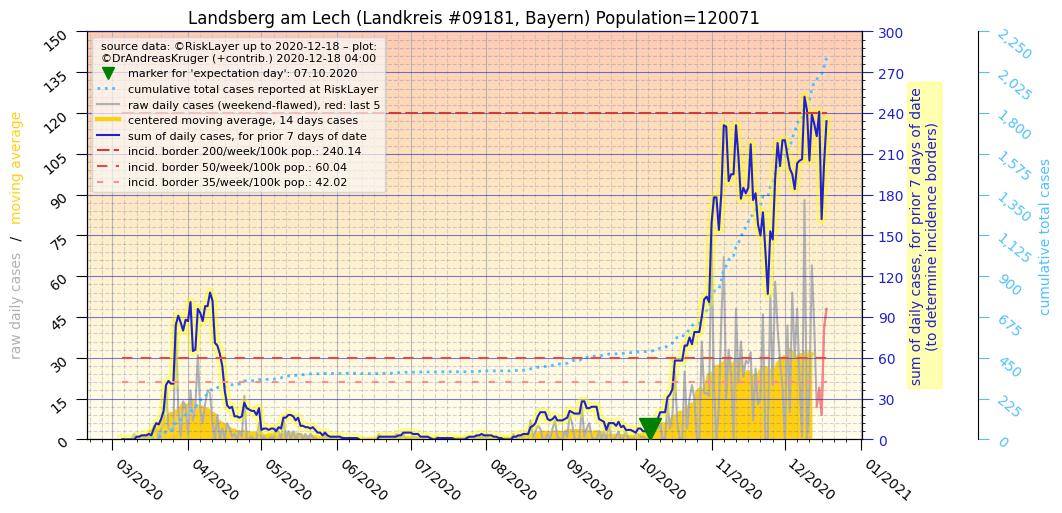 Landsberg am Lech (Landkreis #09181, Bayern) Population=120071
source data: ©RiskLayer up to 2020-12-18 – plot:
©DrAndreasKruger (+contrib.) 2020-12-18 04:00
marker for 'expectation day': 07.10.2020
cumulative total cases reported at RiskLayer
raw daily cases (weekend-flawed), red: last 5
centered moving average, 14 days cases
sum of daily cases, for prior 7 days of date
incid. border 200/week/100k pop.: 240.14
incid. border 50/week/100k pop.: 60.04
incid. border 35/week/100k pop.: 42.02
raw daily cases / moving average
150
135
120
105
90
75
60
45
30
15
0
03/2020
04/2020
05/2020
06/2020
07/2020
08/2020
09/2020
10/2020
11/2020
12/2020
01/2021
300
270
240
210
180
150
120
90
60
30
0
sum of daily cases, for prior 7 days of date
(to determine incidence borders)
2,250
2,025
1,800
1,575
1,350
1,125
900
675
450
225
0
cumulative total cases